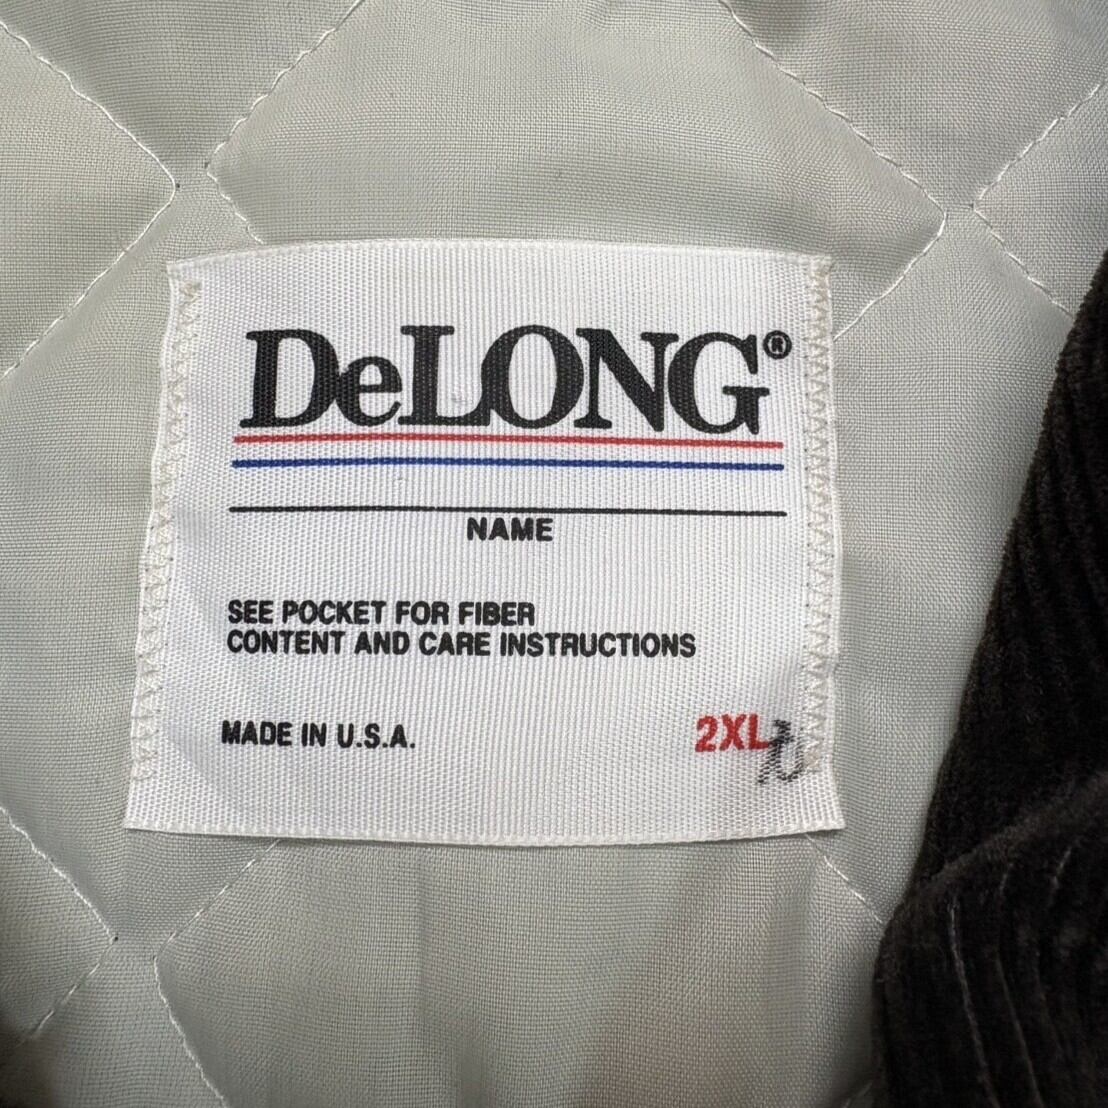 DeLONG®
NAME
SEE POCKET FOR FIBER
CONTENT AND CARE INSTRUCTIONS
MADE IN U.S.A. 2XL